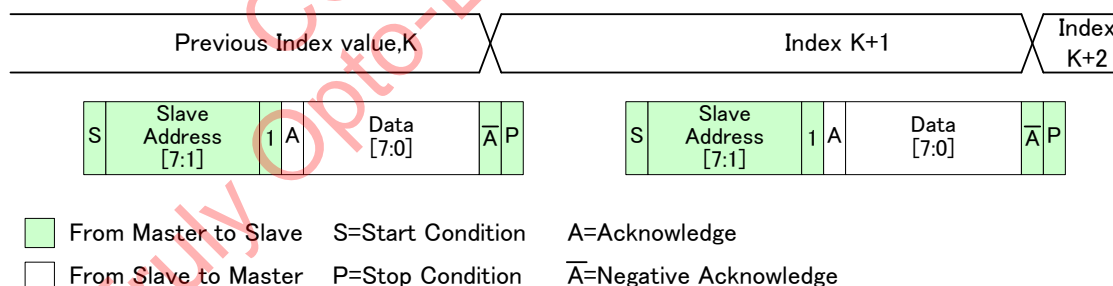 Previous Index value,K
Index K+1
Index
K+2
S
Slave
Address
[7:1]
1
A
Data
[7:0]
A̅
P
S
Slave
Address
[7:1]
1
A
Data
[7:0]
A̅
P
From Master to Slave
S=Start Condition
A=Acknowledge
From Slave to Master
P=Stop Condition
A̅=Negative Acknowledge
Truly Opto-